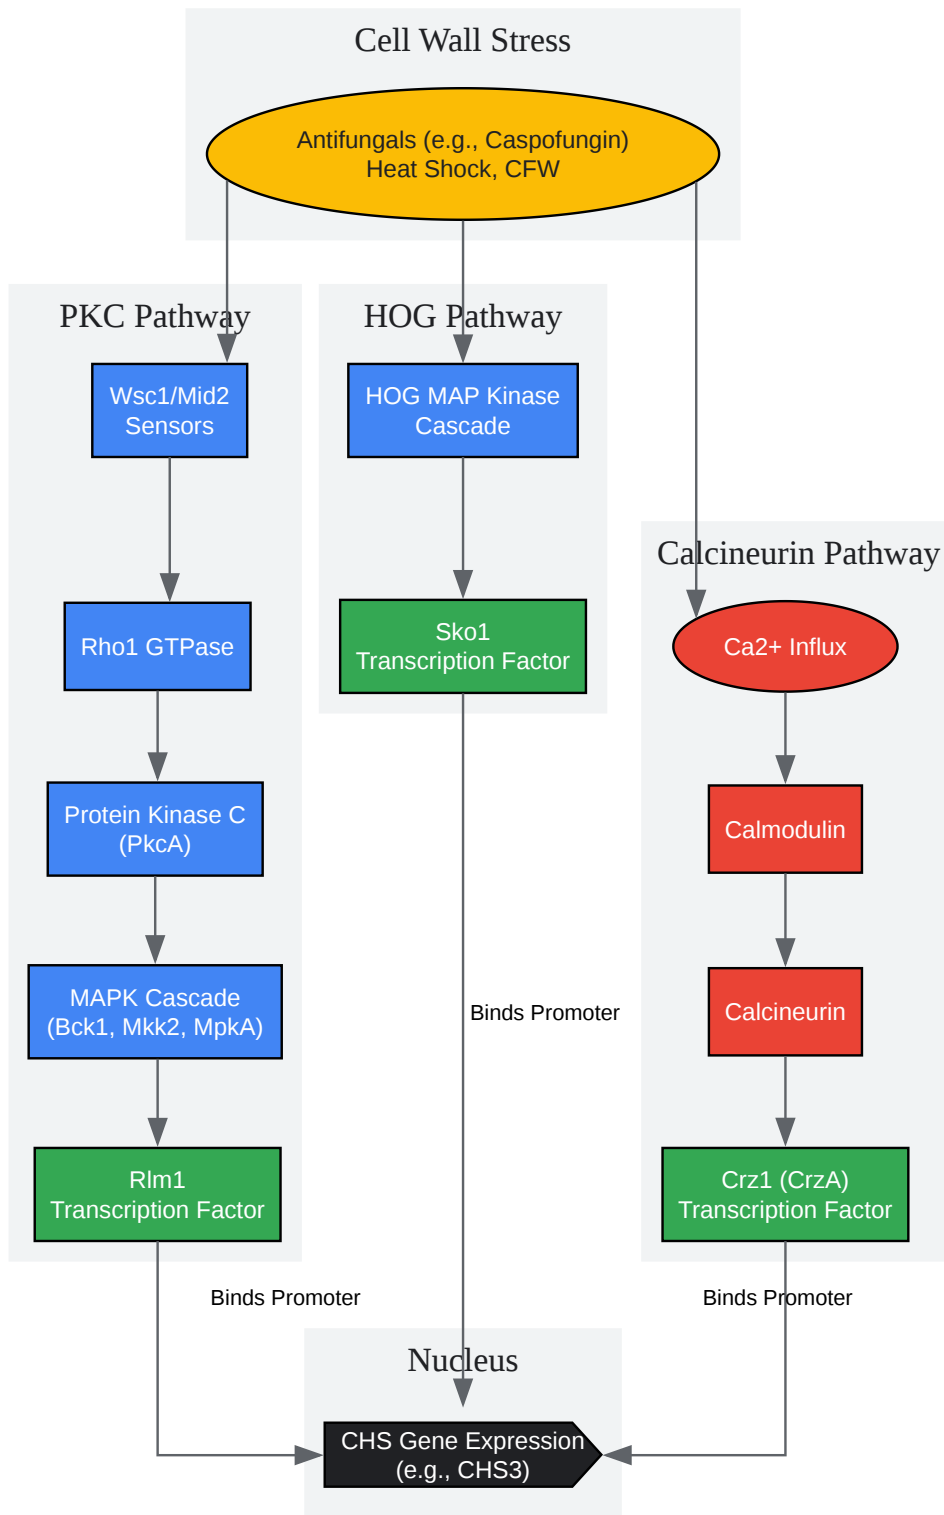 Cell Wall Stress
Antifungals (e.g., Caspofungin)
Heat Shock, CFW
PKC Pathway
Wsc1/Mid2
Sensors
Rho1 GTPase
Protein Kinase C
(PkcA)
MAPK Cascade
(Bck1, Mkk2, MpkA)
Rlm1
Transcription Factor
Binds Promoter
HOG Pathway
HOG MAP Kinase
Cascade
Sko1
Transcription Factor
Binds Promoter
Calcineurin Pathway
Ca2+ Influx
Calmodulin
Calcineurin
Crz1 (CrzA)
Transcription Factor
Binds Promoter
Nucleus
CHS Gene Expression
(e.g., CHS3)